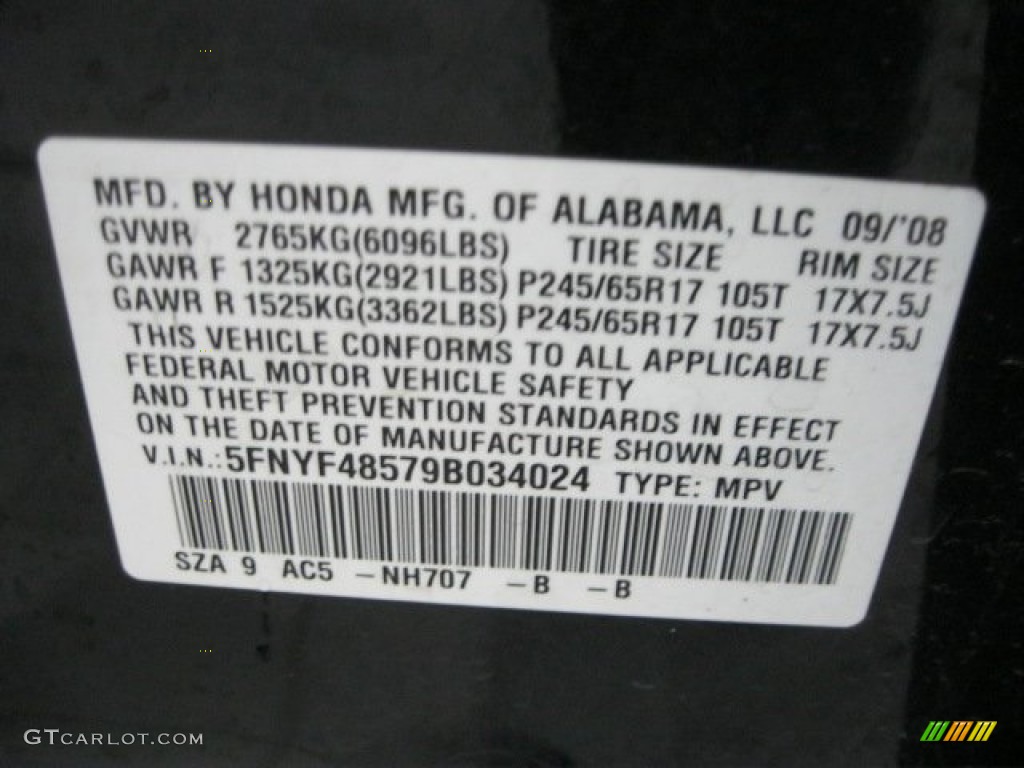 MFD. BY HONDA MFG. OF ALABAMA, LLC 09/'08
GVWR 2765KG(6096LBS) TIRE SIZE RIM SIZE
GAWR F 1325KG(2921LBS) P245/65R17 105T 17X7.5J
GAWR R 1525KG(3362LBS) P245/65R17 105T 17X7.5J
THIS VEHICLE CONFORMS TO ALL APPLICABLE
FEDERAL MOTOR VEHICLE SAFETY
AND THEFT PREVENTION STANDARDS IN EFFECT
ON THE DATE OF MANUFACTURE SHOWN ABOVE.
V.I.N.: 5FNYF48579B034024 TYPE: MPV
SZA 9 AC5 -NH707 -B -B
GTCARLOT.COM